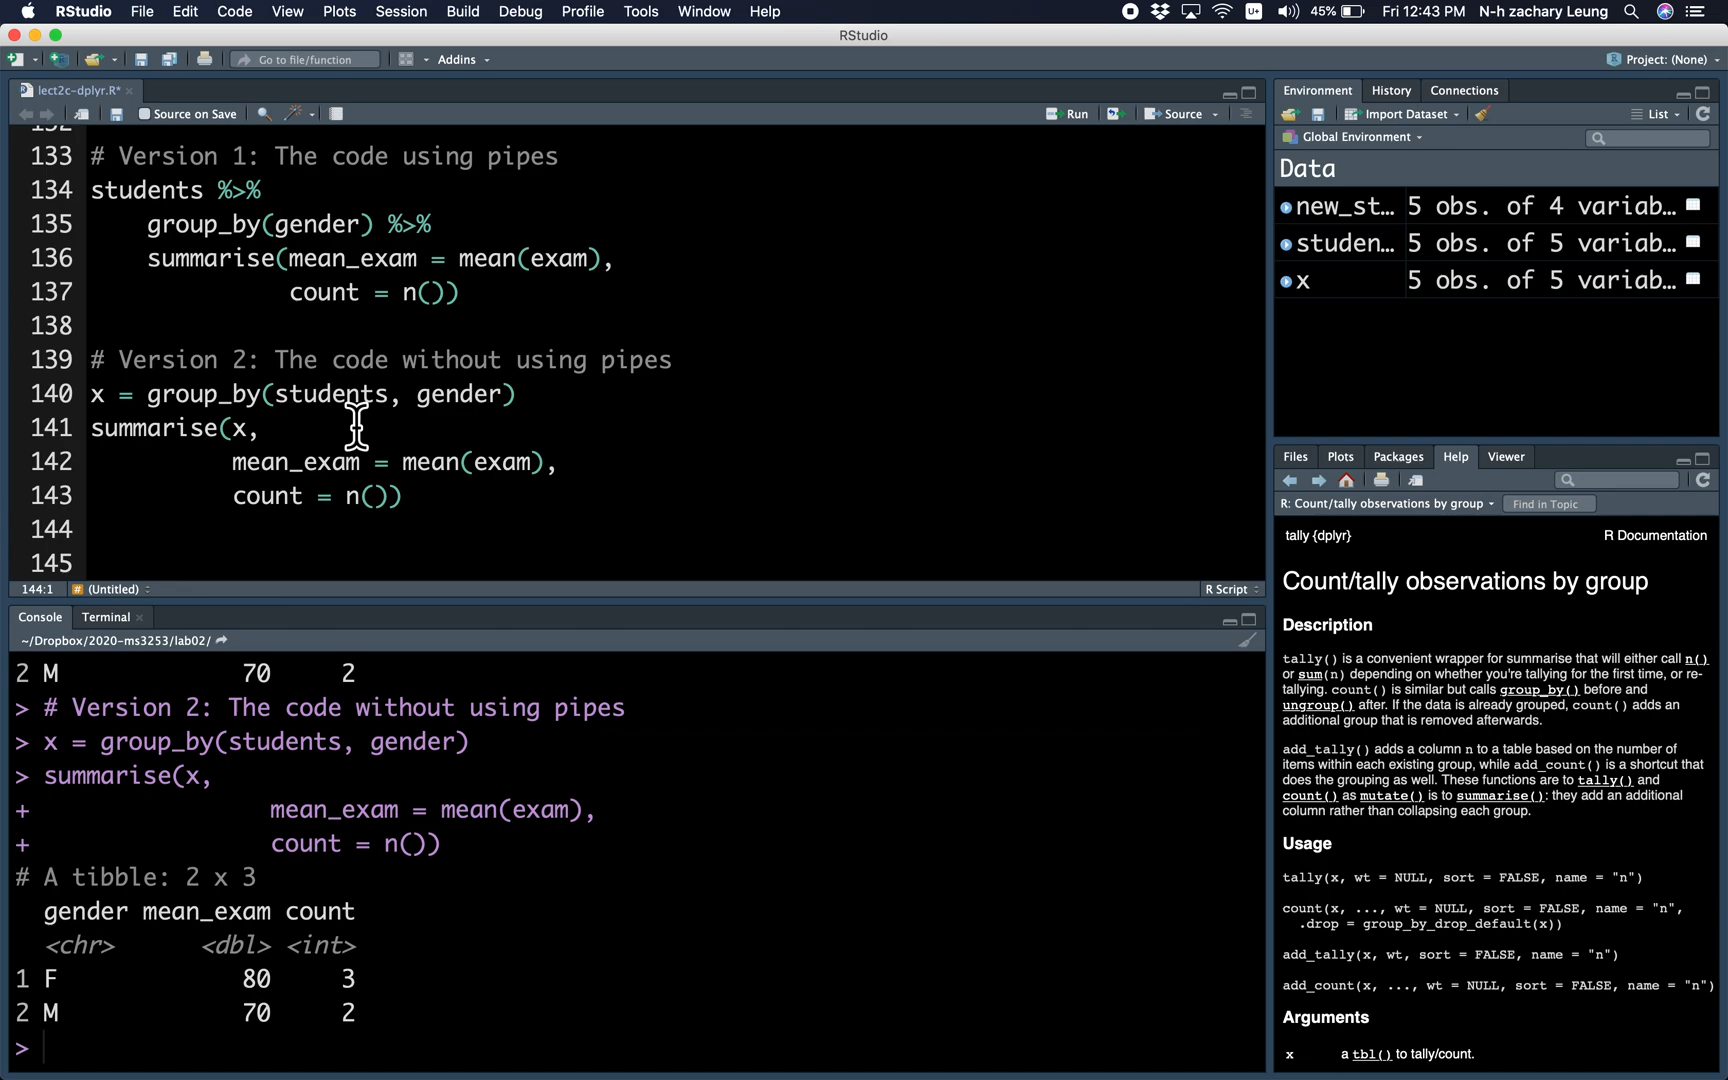 RStudio File Edit Code View Plots Session Build Debug Profile Tools Window Help 45% Fri 12:43 PM N-h zachary Leung
RStudio
Go to file/function Addins Project: (None)
lect2c-dplyr.R*
Source on Save Run Source
133 # Version 1: The code using pipes
134 students %>%
135 group_by(gender) %>%
136 summarise(mean_exam = mean(exam),
137 count = n())
138
139 # Version 2: The code without using pipes
140 x = group_by(students, gender)
141 summarise(x,
142 mean_exam = mean(exam),
143 count = n())
144
145
144:1 # (Untitled) R Script
Console Terminal
~/Dropbox/2020-ms3253/lab02/
2 M 70 2
> # Version 2: The code without using pipes
> x = group_by(students, gender)
> summarise(x,
+ mean_exam = mean(exam),
+ count = n())
# A tibble: 2 x 3
gender mean_exam count
<chr> <dbl> <int>
1 F 80 3
2 M 70 2
>
Environment History Connections
Import Dataset List
Global Environment
Data
new_st… 5 obs. of 4 variab…
studen… 5 obs. of 5 variab…
x 5 obs. of 5 variab…
Files Plots Packages Help Viewer
R: Count/tally observations by group Find in Topic
tally {dplyr} R Documentation
Count/tally observations by group
Description
tally() is a convenient wrapper for summarise that will either call n()
or sum(n) depending on whether you're tallying for the first time, or re-
tallying. count() is similar but calls group_by() before and
ungroup() after. If the data is already grouped, count() adds an
additional group that is removed afterwards.
add_tally() adds a column n to a table based on the number of
items within each existing group, while add_count() is a shortcut that
does the grouping as well. These functions are to tally() and
count() as mutate() is to summarise(): they add an additional
column rather than collapsing each group.
Usage
tally(x, wt = NULL, sort = FALSE, name = "n")
count(x, ..., wt = NULL, sort = FALSE, name = "n",
.drop = group_by_drop_default(x))
add_tally(x, wt, sort = FALSE, name = "n")
add_count(x, ..., wt = NULL, sort = FALSE, name = "n")
Arguments
x a tbl() to tally/count.